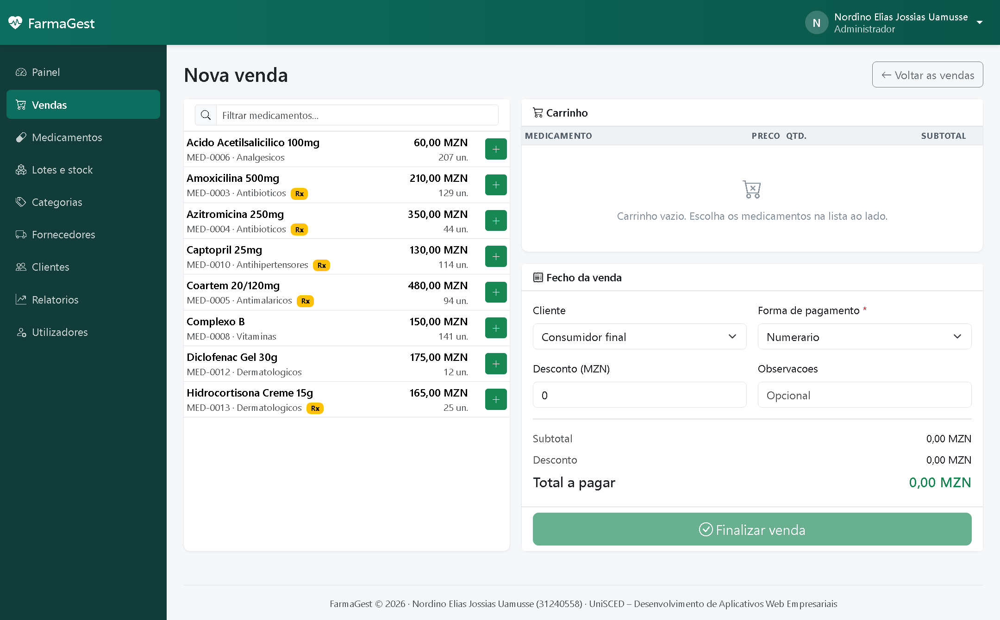 FarmaGest
N
Nordino Elias Jossias Uamusse
Administrador
Painel
Vendas
Medicamentos
Lotes e stock
Categorias
Fornecedores
Clientes
Relatorios
Utilizadores
Nova venda
← Voltar as vendas
Filtrar medicamentos...
Acido Acetilsalicilico 100mg 60,00 MZN
MED-0006 · Analgesicos 207 un.
Amoxicilina 500mg 210,00 MZN
MED-0003 · Antibioticos Rx 129 un.
Azitromicina 250mg 350,00 MZN
MED-0004 · Antibioticos Rx 44 un.
Captopril 25mg 130,00 MZN
MED-0010 · Antihipertensores Rx 114 un.
Coartem 20/120mg 480,00 MZN
MED-0005 · Antimalaricos Rx 94 un.
Complexo B 150,00 MZN
MED-0008 · Vitaminas 141 un.
Diclofenac Gel 30g 175,00 MZN
MED-0012 · Dermatologicos 12 un.
Hidrocortisona Creme 15g 165,00 MZN
MED-0013 · Dermatologicos Rx 25 un.
Carrinho
MEDICAMENTO PRECO QTD. SUBTOTAL
Carrinho vazio. Escolha os medicamentos na lista ao lado.
Fecho da venda
Cliente
Consumidor final
Forma de pagamento *
Numerario
Desconto (MZN)
0
Observacoes
Opcional
Subtotal 0,00 MZN
Desconto 0,00 MZN
Total a pagar 0,00 MZN
Finalizar venda
FarmaGest © 2026 · Nordino Elias Jossias Uamusse (31240558) · UniSCED – Desenvolvimento de Aplicativos Web Empresariais